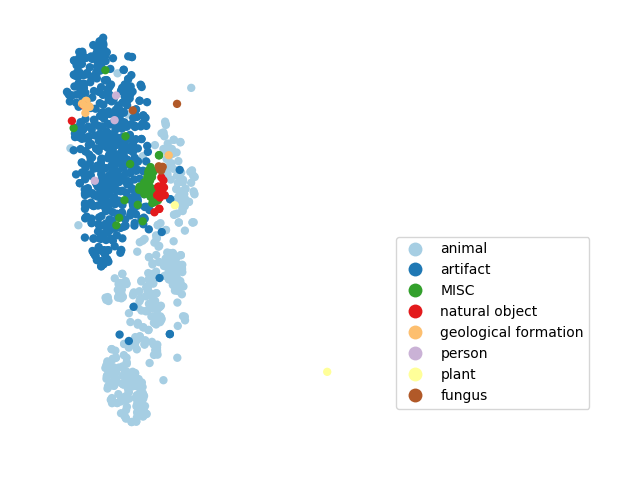 animal
artifact
MISC
natural object
geological formation
person
plant
fungus